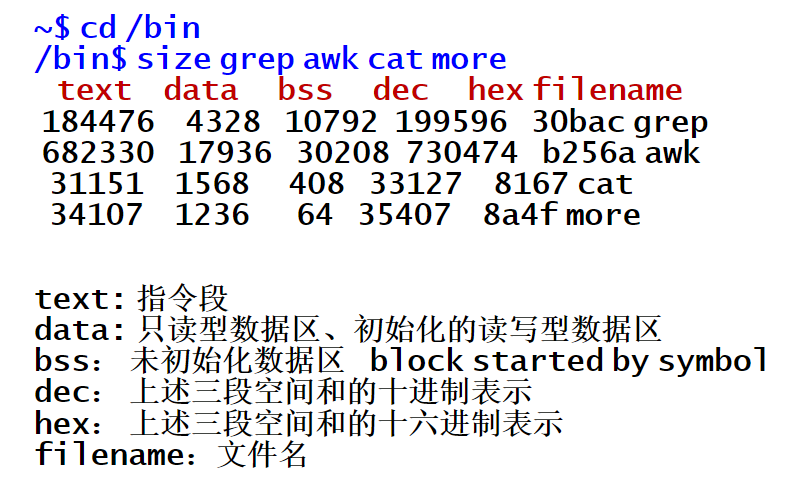 ~$ cd /bin
/bin$ size grep awk cat more
text data bss dec hex filename
184476 4328 10792 199596 30bac grep
682330 17936 30208 730474 b256a awk
31151 1568 408 33127 8167 cat
34107 1236 64 35407 8a4f more
text: 指令段
data: 只读型数据区、初始化的读写型数据区
bss: 未初始化数据区 block started by symbol
dec: 上述三段空间和的十进制表示
hex: 上述三段空间和的十六进制表示
filename: 文件名